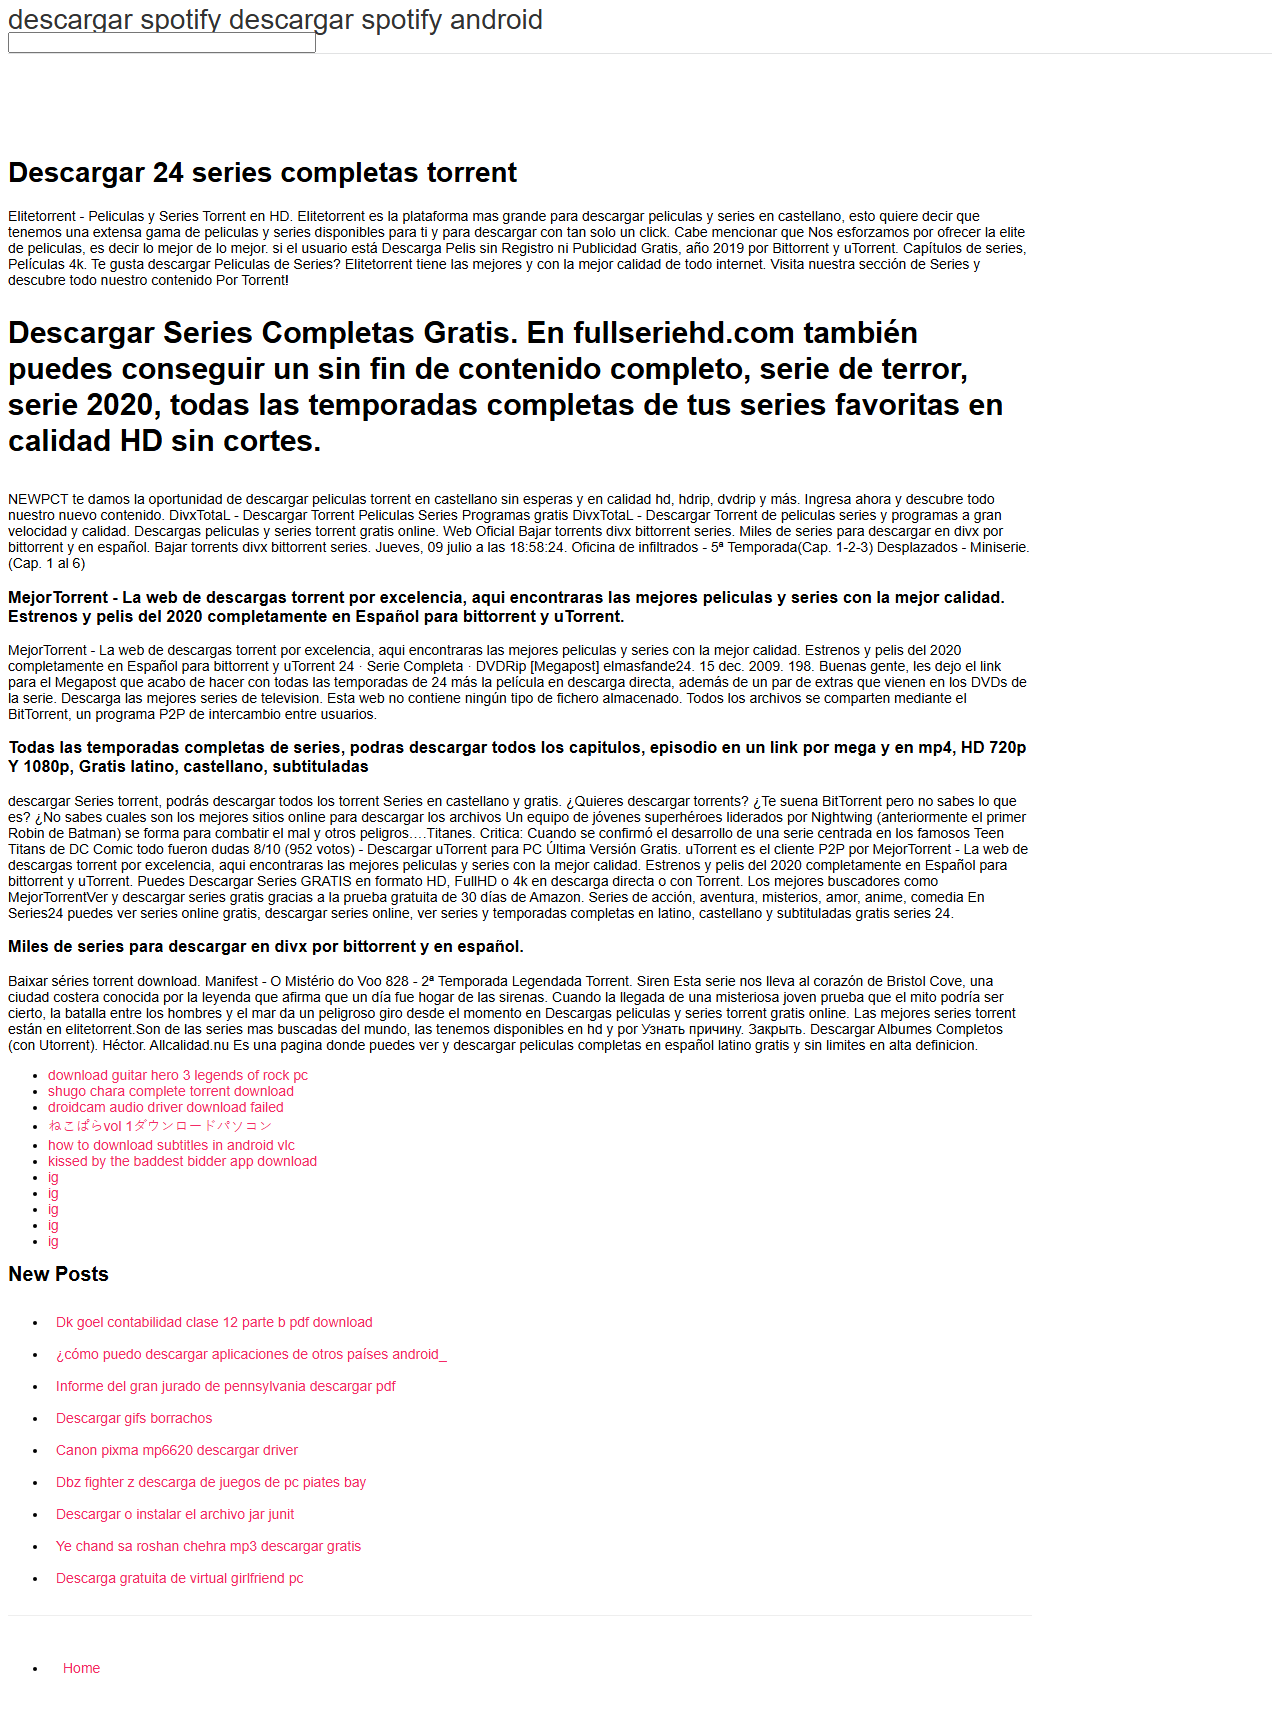 descargar spotify descargar spotify android
Descargar 24 series completas torrent
Elitetorrent - Peliculas y Series Torrent en HD. Elitetorrent es la plataforma mas grande para descargar peliculas y series en castellano, esto quiere decir que
tenemos una extensa gama de peliculas y series disponibles para ti y para descargar con tan solo un click. Cabe mencionar que Nos esforzamos por ofrecer la elite
de peliculas, es decir lo mejor de lo mejor. si el usuario está Descarga Pelis sin Registro ni Publicidad Gratis, año 2019 por Bittorrent y uTorrent. Capítulos de series,
Películas 4k. Te gusta descargar Peliculas de Series? Elitetorrent tiene las mejores y con la mejor calidad de todo internet. Visita nuestra sección de Series y
descubre todo nuestro contenido Por Torrent!
Descargar Series Completas Gratis. En fullseriehd.com también
puedes conseguir un sin fin de contenido completo, serie de terror,
serie 2020, todas las temporadas completas de tus series favoritas en
calidad HD sin cortes.
NEWPCT te damos la oportunidad de descargar peliculas torrent en castellano sin esperas y en calidad hd, hdrip, dvdrip y más. Ingresa ahora y descubre todo
nuestro nuevo contenido. DivxTotaL - Descargar Torrent Peliculas Series Programas gratis DivxTotaL - Descargar Torrent de peliculas series y programas a gran
velocidad y calidad. Descargas peliculas y series torrent gratis online. Web Oficial Bajar torrents divx bittorrent series. Miles de series para descargar en divx por
bittorrent y en español. Bajar torrents divx bittorrent series. Jueves, 09 julio a las 18:58:24. Oficina de infiltrados - 5ª Temporada(Cap. 1-2-3) Desplazados - Miniserie.
(Cap. 1 al 6)
MejorTorrent - La web de descargas torrent por excelencia, aqui encontraras las mejores peliculas y series con la mejor calidad.
Estrenos y pelis del 2020 completamente en Español para bittorrent y uTorrent.
MejorTorrent - La web de descargas torrent por excelencia, aqui encontraras las mejores peliculas y series con la mejor calidad. Estrenos y pelis del 2020
completamente en Español para bittorrent y uTorrent 24 · Serie Completa · DVDRip [Megapost] elmasfande24. 15 dec. 2009. 198. Buenas gente, les dejo el link
para el Megapost que acabo de hacer con todas las temporadas de 24 más la película en descarga directa, además de un par de extras que vienen en los DVDs de
la serie. Descarga las mejores series de television. Esta web no contiene ningún tipo de fichero almacenado. Todos los archivos se comparten mediante el
BitTorrent, un programa P2P de intercambio entre usuarios.
Todas las temporadas completas de series, podras descargar todos los capitulos, episodio en un link por mega y en mp4, HD 720p
Y 1080p, Gratis latino, castellano, subtituladas
descargar Series torrent, podrás descargar todos los torrent Series en castellano y gratis. ¿Quieres descargar torrents? ¿Te suena BitTorrent pero no sabes lo que
es? ¿No sabes cuales son los mejores sitios online para descargar los archivos Un equipo de jóvenes superhéroes liderados por Nightwing (anteriormente el primer
Robin de Batman) se forma para combatir el mal y otros peligros….Titanes. Critica: Cuando se confirmó el desarrollo de una serie centrada en los famosos Teen
Titans de DC Comic todo fueron dudas 8/10 (952 votos) - Descargar uTorrent para PC Última Versión Gratis. uTorrent es el cliente P2P por MejorTorrent - La web de
descargas torrent por excelencia, aqui encontraras las mejores peliculas y series con la mejor calidad. Estrenos y pelis del 2020 completamente en Español para
bittorrent y uTorrent. Puedes Descargar Series GRATIS en formato HD, FullHD o 4k en descarga directa o con Torrent. Los mejores buscadores como
MejorTorrentVer y descargar series gratis gracias a la prueba gratuita de 30 días de Amazon. Series de acción, aventura, misterios, amor, anime, comedia En
Series24 puedes ver series online gratis, descargar series online, ver series y temporadas completas en latino, castellano y subtituladas gratis series 24.
Miles de series para descargar en divx por bittorrent y en español.
Baixar séries torrent download. Manifest - O Mistério do Voo 828 - 2ª Temporada Legendada Torrent. Siren Esta serie nos lleva al corazón de Bristol Cove, una
ciudad costera conocida por la leyenda que afirma que un día fue hogar de las sirenas. Cuando la llegada de una misteriosa joven prueba que el mito podría ser
cierto, la batalla entre los hombres y el mar da un peligroso giro desde el momento en Descargas peliculas y series torrent gratis online. Las mejores series torrent
están en elitetorrent.Son de las series mas buscadas del mundo, las tenemos disponibles en hd y por Узнать причину. Закрыть. Descargar Albumes Completos
(con Utorrent). Héctor. Allcalidad.nu Es una pagina donde puedes ver y descargar peliculas completas en español latino gratis y sin limites en alta definicion.
download guitar hero 3 legends of rock pc
shugo chara complete torrent download
droidcam audio driver download failed
ねこぱらvol 1ダウンロードパソコン
how to download subtitles in android vlc
kissed by the baddest bidder app download
ig
ig
ig
ig
ig
New Posts
Dk goel contabilidad clase 12 parte b pdf download
¿cómo puedo descargar aplicaciones de otros países android_
Informe del gran jurado de pennsylvania descargar pdf
Descargar gifs borrachos
Canon pixma mp6620 descargar driver
Dbz fighter z descarga de juegos de pc piates bay
Descargar o instalar el archivo jar junit
Ye chand sa roshan chehra mp3 descargar gratis
Descarga gratuita de virtual girlfriend pc
Home